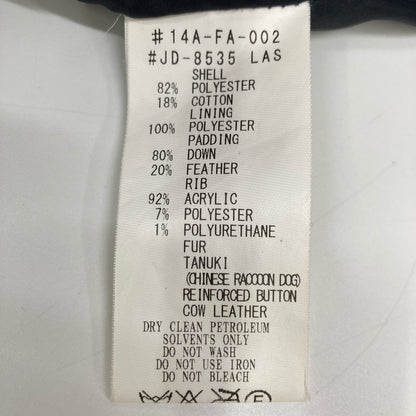 #14A-FA-002
#JD-8535 LAS
SHELL
82% POLYESTER
18% COTTON
LINING
100% POLYESTER
PADDING
80% DOWN
20% FEATHER
RIB
92% ACRYLIC
7% POLYESTER
1% POLYURETHANE
FUR
TANUKI
(CHINESE RACCOON DOG)
REINFORCED BUTTON
COW LEATHER
DRY CLEAN PETROLEUM
SOLVENTS ONLY
DO NOT WASH
DO NOT USE IRON
DO NOT BLEACH
F